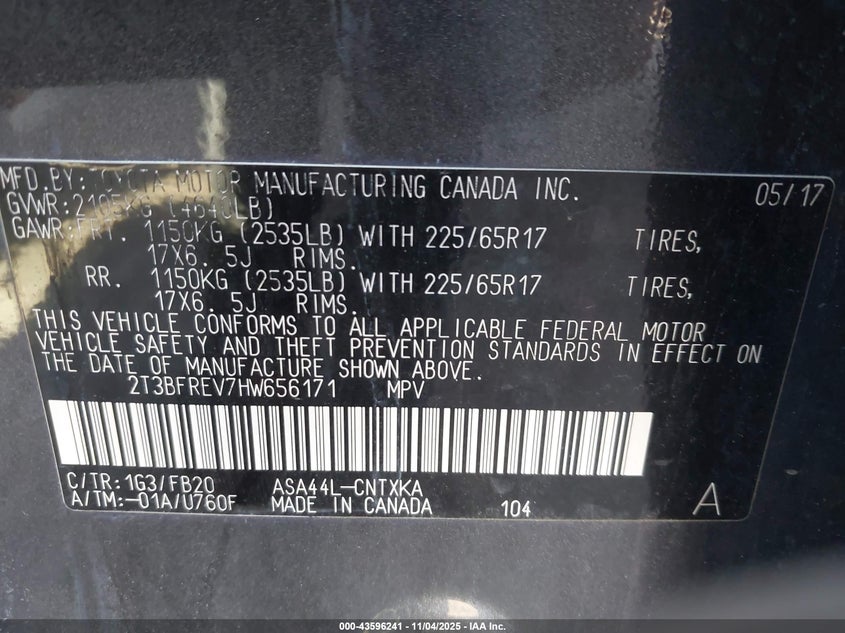 MFD.BY:TOYOTA MOTOR MANUFACTURING CANADA INC. 05/17
GVWR:2105KG (4640LB)
GAWR:FRT. 1150KG (2535LB) WITH 225/65R17 TIRES,
17X6. 5J RIMS.
RR. 1150KG (2535LB) WITH 225/65R17 TIRES,
17X6. 5J RIMS.
THIS VEHICLE CONFORMS TO ALL APPLICABLE FEDERAL MOTOR
VEHICLE SAFETY AND THEFT PREVENTION STANDARDS IN EFFECT ON
THE DATE OF MANUFACTURE SHOWN ABOVE.
2T3BFREV7HW656171 MPV
C/TR:1G3/FB20 ASA44L-CNTXKA
A/TM:-01A/U760F MADE IN CANADA 104 A
000-43596241 - 11/04/2025 - IAA Inc.